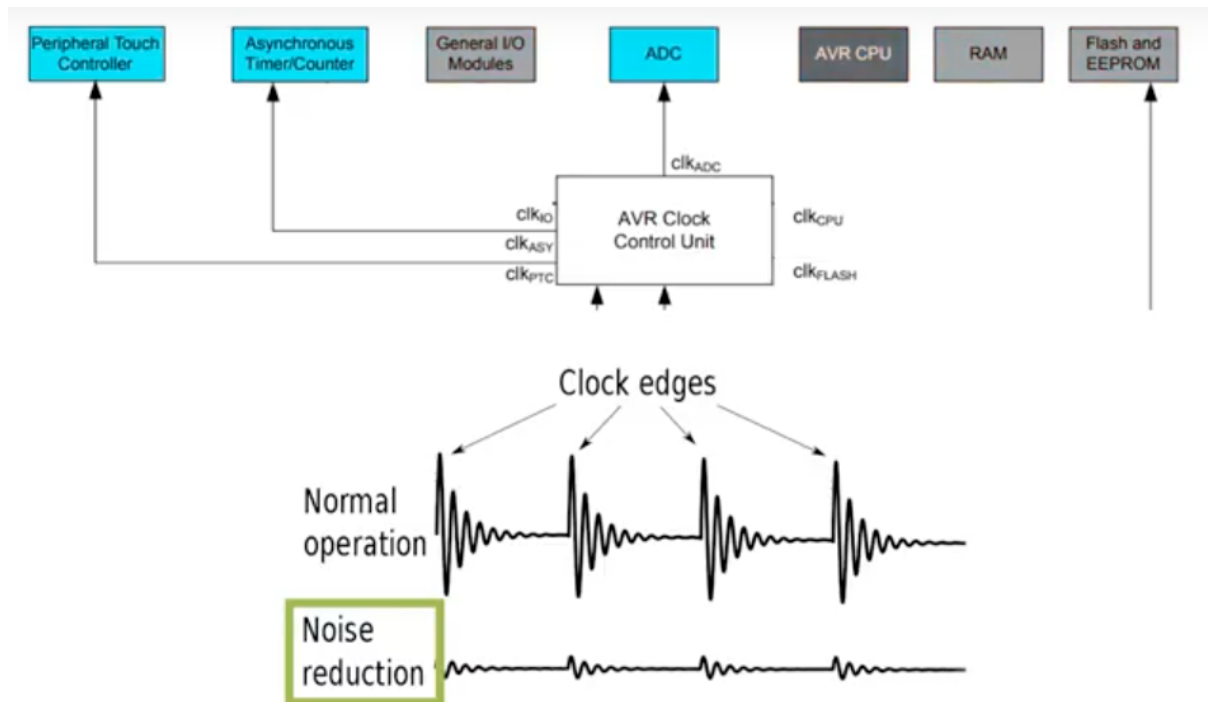 Peripheral Touch
Controller
Asynchronous
Timer/Counter
General I/O
Modules
ADC
AVR CPU
RAM
Flash and
EEPROM
clkADC
clkIO
clkASY
clkPTC
AVR Clock
Control Unit
clkCPU
clkFLASH
Clock edges
Normal
operation
Noise
reduction